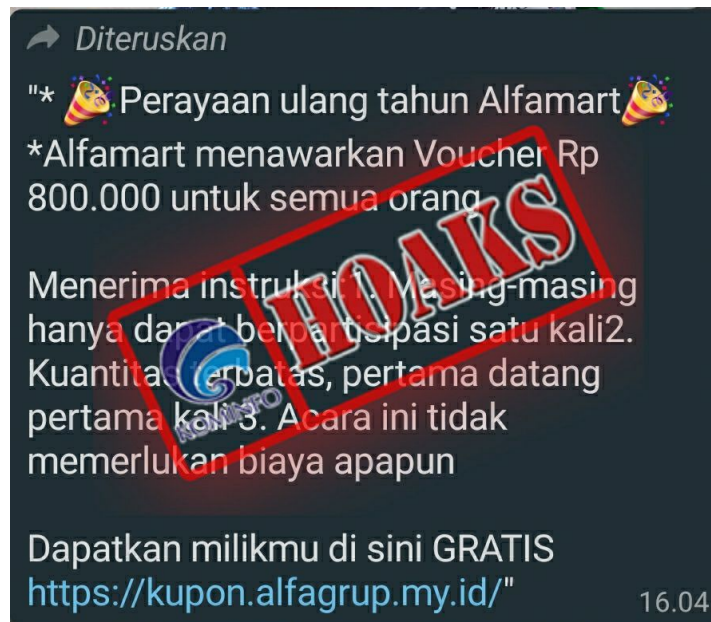 Diteruskan
"* 🎉Perayaan ulang tahun Alfamart🎉
*Alfamart menawarkan Voucher Rp
800.000 untuk semua orang
Menerima instruksi:1. Masing-masing
hanya dapat berpartisipasi satu kali2.
Kuantitas terbatas, pertama datang
pertama kali 3. Acara ini tidak
memerlukan biaya apapun
HOAKS
KOMINFO
Dapatkan milikmu di sini GRATIS
https://kupon.alfagrup.my.id/"
16.04